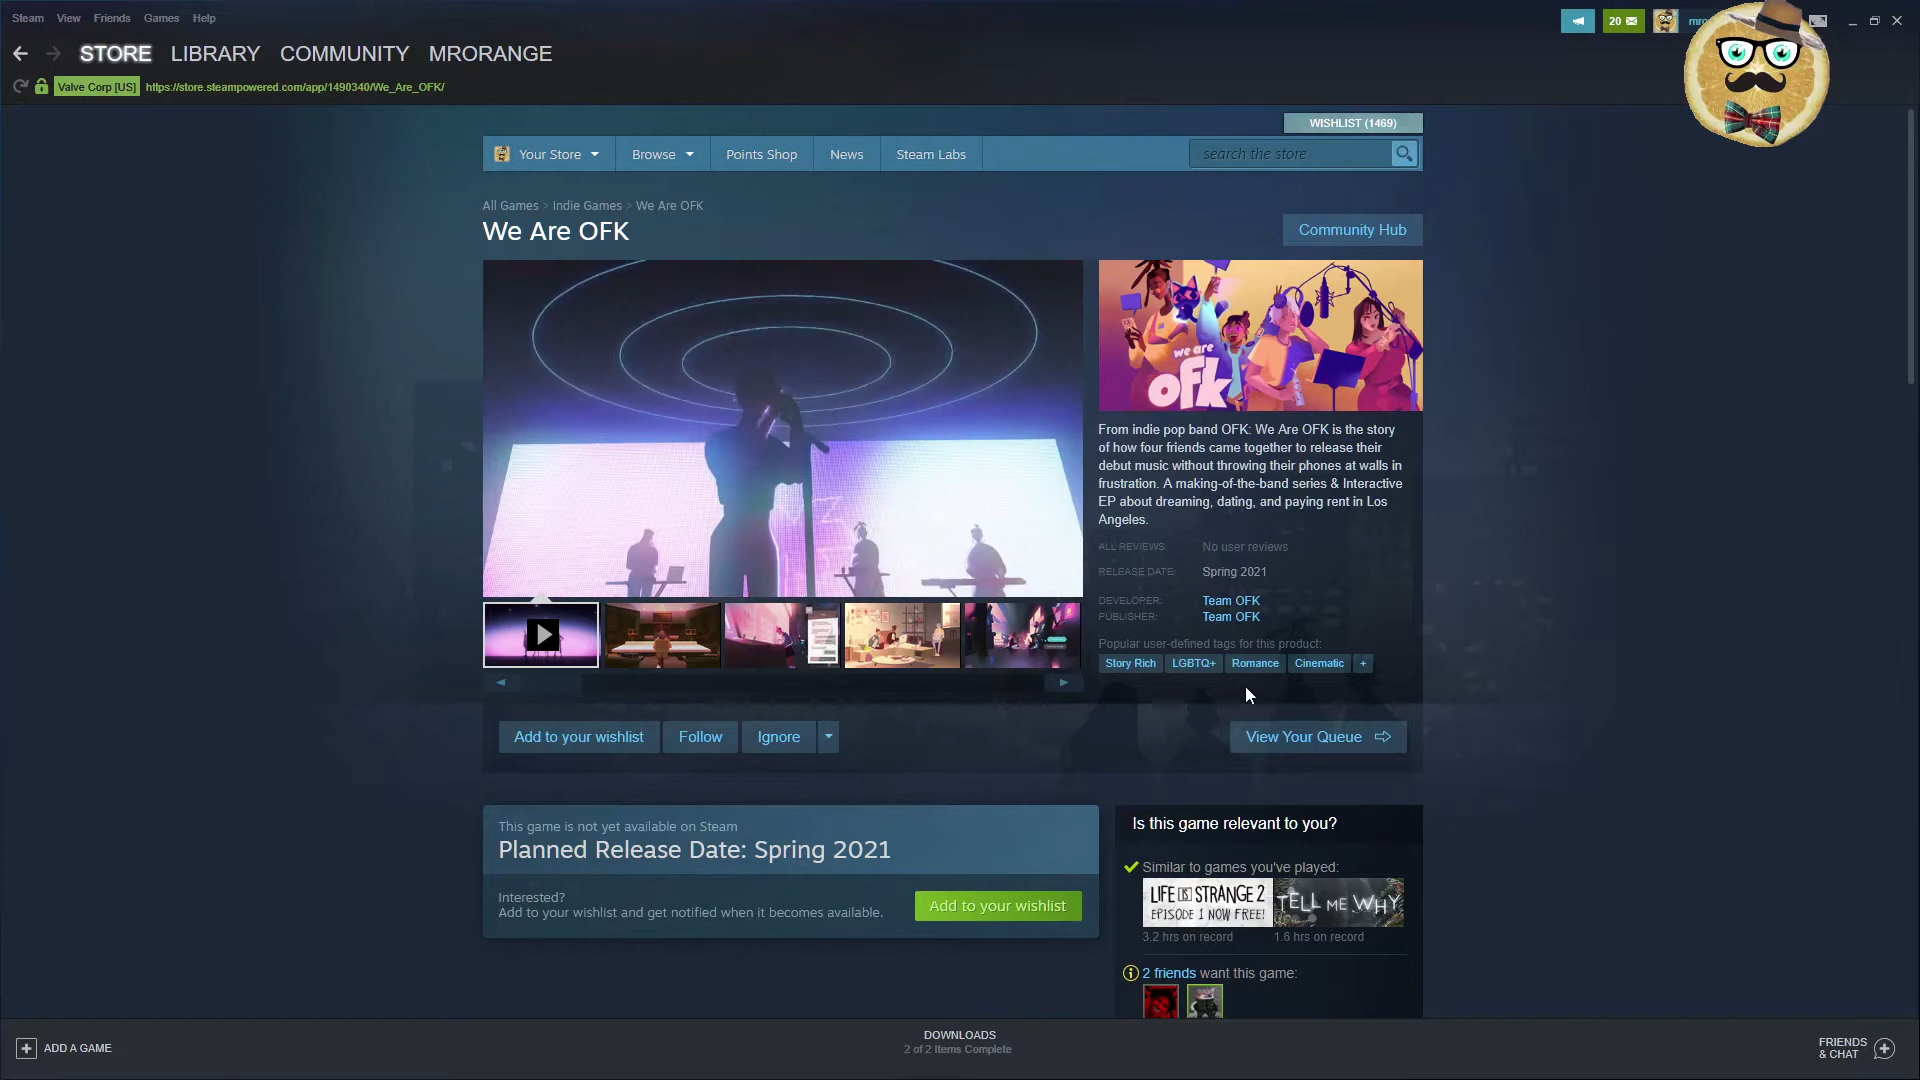 Steam View Friends Games Help
20
STORE LIBRARY COMMUNITY MRORANGE
Valve Corp [US] https://store.steampowered.com/app/1490340/We_Are_OFK/
WISHLIST (1469)
Your Store Browse Points Shop News Steam Labs search the store
All Games > Indie Games > We Are OFK
We Are OFK
Community Hub
we are
OFK
From indie pop band OFK: We Are OFK is the story
of how four friends came together to release their
debut music without throwing their phones at walls in
frustration. A making-of-the-band series & Interactive
EP about dreaming, dating, and paying rent in Los
Angeles.
ALL REVIEWS: No user reviews
RELEASE DATE: Spring 2021
DEVELOPER: Team OFK
PUBLISHER: Team OFK
Popular user-defined tags for this product:
Story Rich LGBTQ+ Romance Cinematic +
Add to your wishlist Follow Ignore View Your Queue
This game is not yet available on Steam
Planned Release Date: Spring 2021
Interested?
Add to your wishlist and get notified when it becomes available.
Add to your wishlist
Is this game relevant to you?
Similar to games you've played:
LIFE IS STRANGE 2
EPISODE 1 NOW FREE!
TELL ME WHY
3.2 hrs on record 1.6 hrs on record
2 friends want this game:
ADD A GAME
DOWNLOADS
2 of 2 Items Complete
FRIENDS
& CHAT